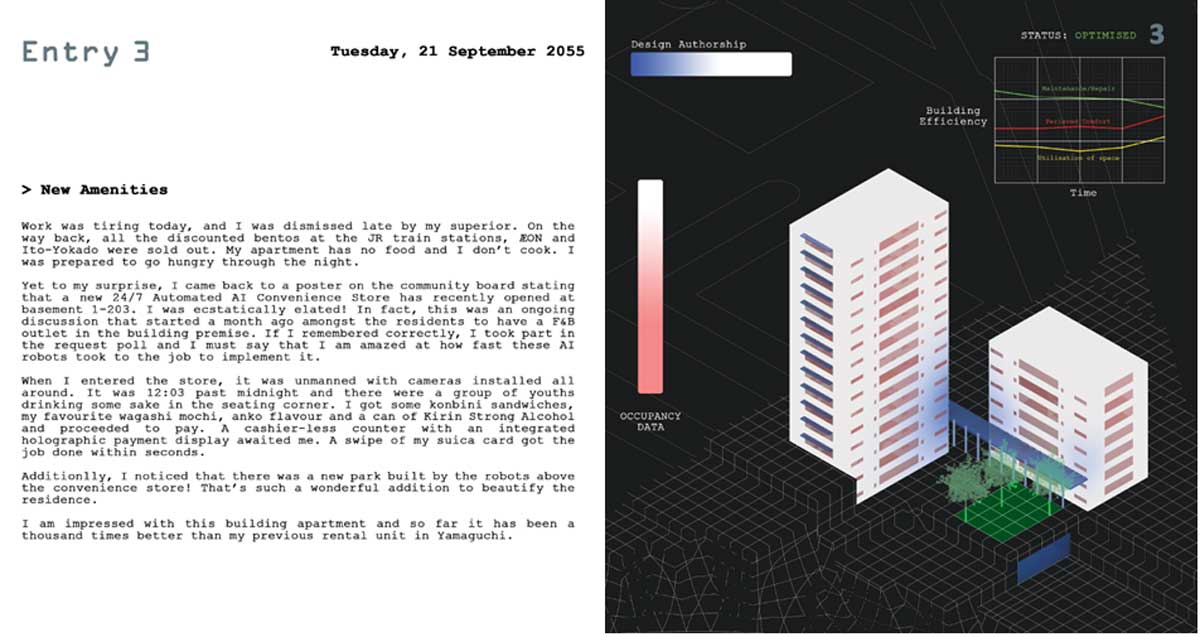 Entry 3
Tuesday, 21 September 2055
> New Amenities
Work was tiring today, and I was dismissed late by my superior. On the
way back, all the discounted bentos at the JR train stations, ÆON and
Ito-Yokado were sold out. My apartment has no food and I don't cook. I
was prepared to go hungry through the night.
Yet to my surprise, I came back to a poster on the community board stating
that a new 24/7 Automated AI Convenience Store has recently opened at
basement 1-203. I was ecstatically elated! In fact, this was an ongoing
discussion that started a month ago amongst the residents to have a F&B
outlet in the building premise. If I remembered correctly, I took part in
the request poll and I must say that I am amazed at how fast these AI
robots took to the job to implement it.
When I entered the store, it was unmanned with cameras installed all
around. It was 12:03 past midnight and there were a group of youths
drinking some sake in the seating corner. I got some konbini sandwiches,
my favourite wagashi mochi, anko flavour and a can of Kirin Strong Alcohol
and proceeded to pay. A cashier-less counter with an integrated
holographic payment display awaited me. A swipe of my suica card got the
job done within seconds.
Additionlly, I noticed that there was a new park built by the robots above
the convenience store! That's such a wonderful addition to beautify the
residence.
I am impressed with this building apartment and so far it has been a
thousand times better than my previous rental unit in Yamaguchi.
Design Authorship
STATUS: OPTIMISED 3
Building
Efficiency
Maintenance/Repair
Percieved Comfort
Utilisation of space
Time
OCCUPANCY
DATA